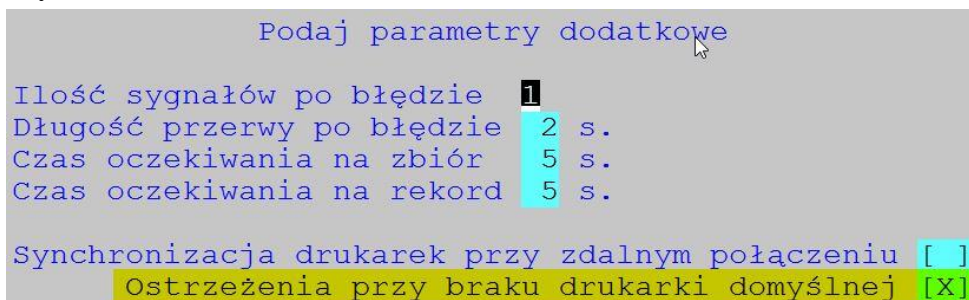 Podaj parametry dodatkowe
Ilość sygnałów po błędzie 1
Długość przerwy po błędzie 2 s.
Czas oczekiwania na zbiór 5 s.
Czas oczekiwania na rekord 5 s.
Synchronizacja drukarek przy zdalnym połączeniu [ ]
Ostrzeżenia przy braku drukarki domyślnej [X]